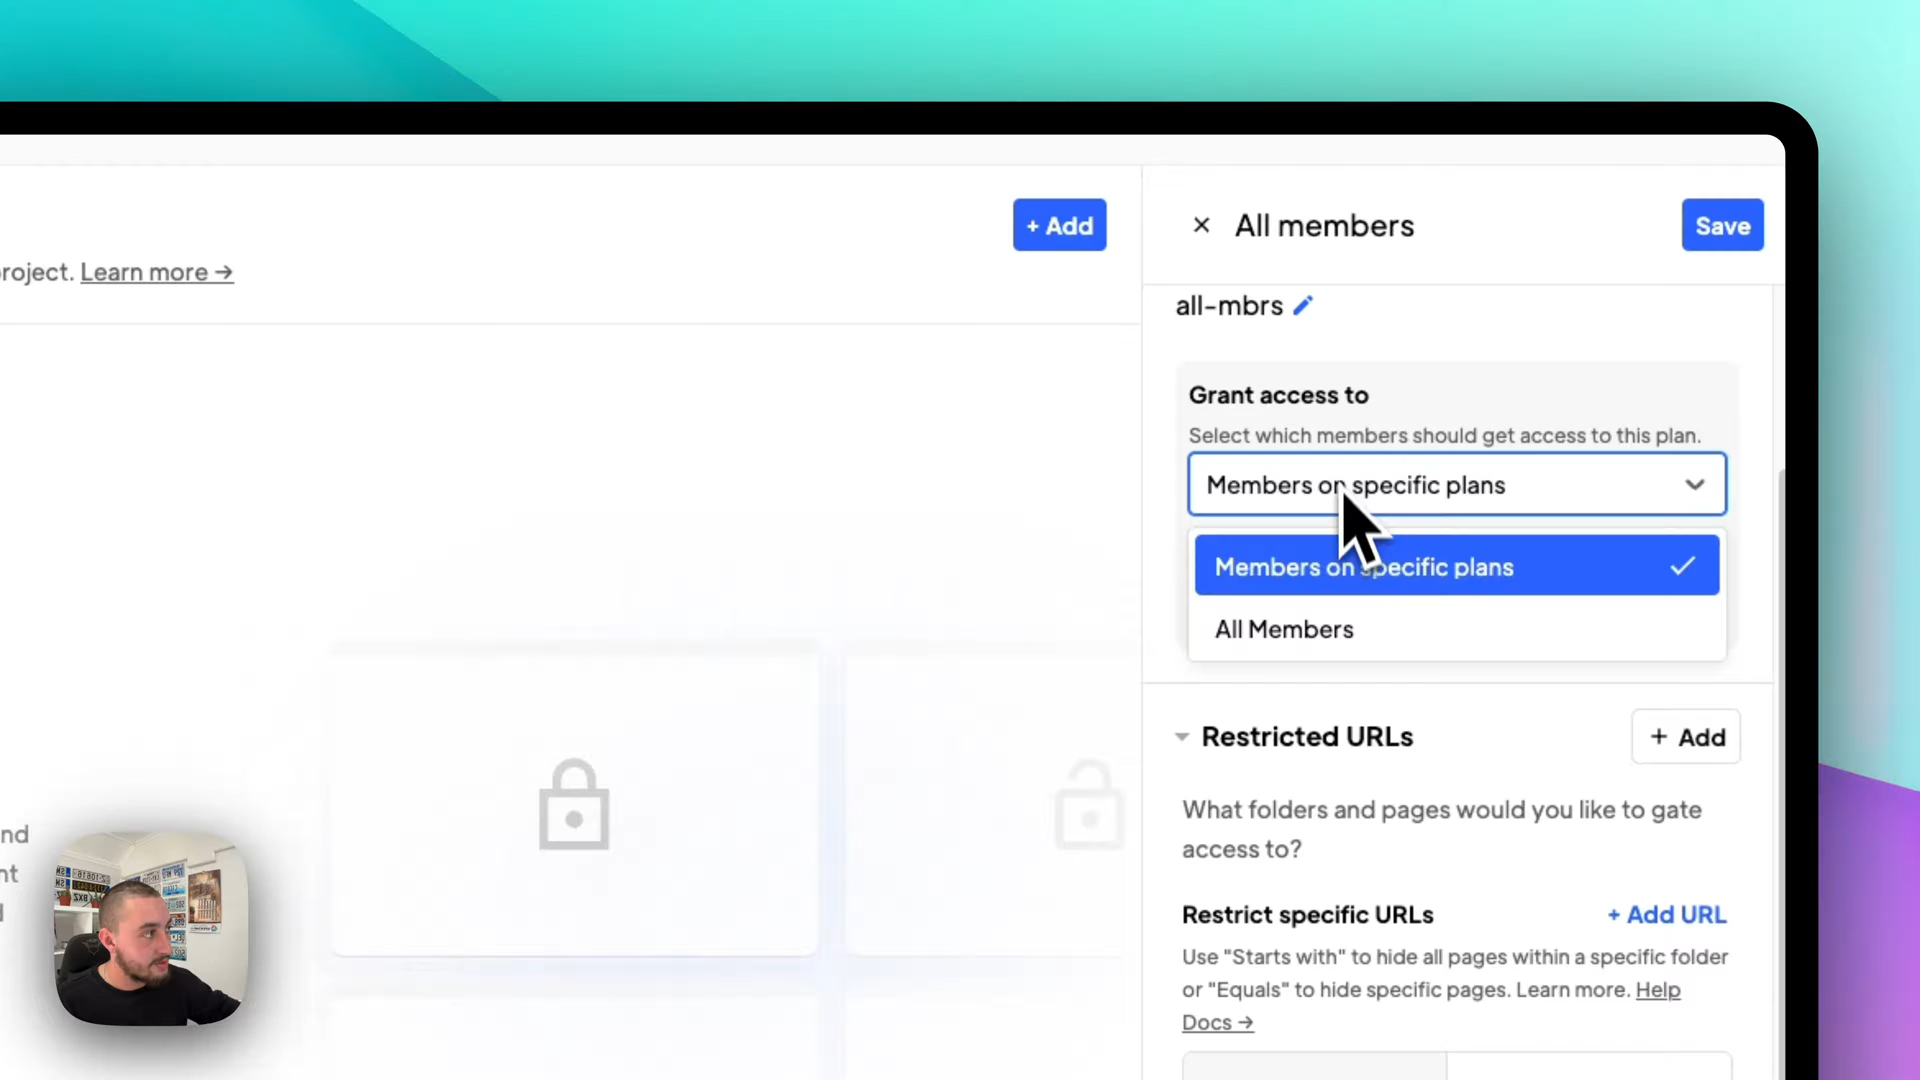 + Add
× All members
Save
roject. Learn more →
all-mbrs
Grant access to
Select which members should get access to this plan.
Members on specific plans
Members on specific plans
All Members
Restricted URLs
+ Add
What folders and pages would you like to gate
access to?
Restrict specific URLs
+ Add URL
Use "Starts with" to hide all pages within a specific folder
or "Equals" to hide specific pages. Learn more. Help
Docs →
nd
nt